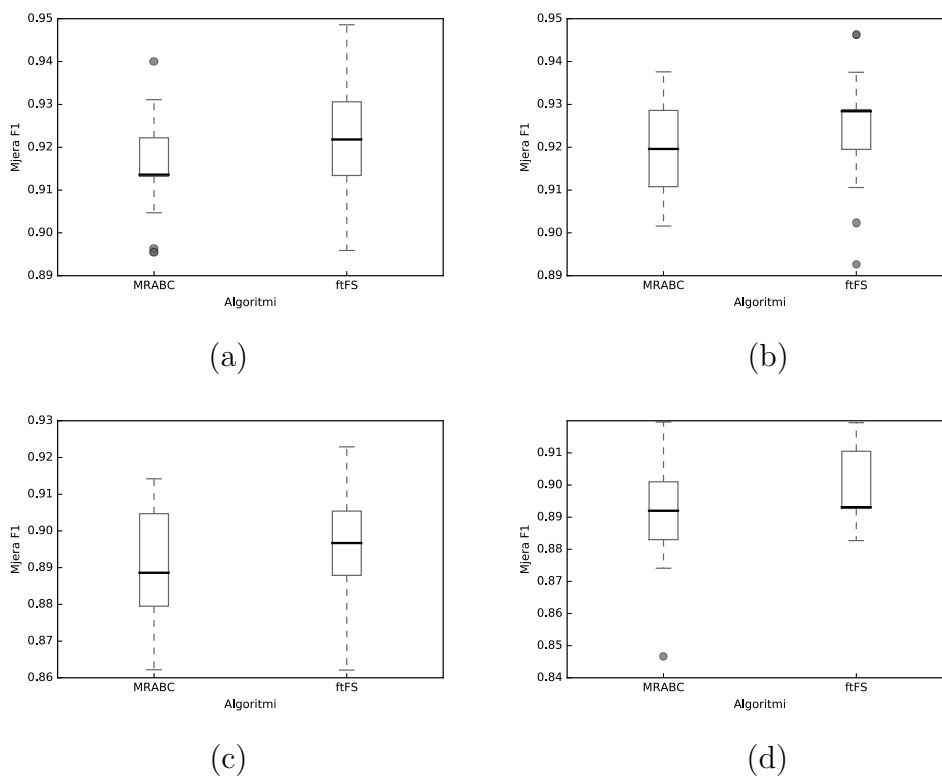 0.95
0.94
0.93
0.92
0.91
0.90
0.89
Mjera F1
MRABC
ftFS
Algoritmi
(a)
0.95
0.94
0.93
0.92
0.91
0.90
0.89
Mjera F1
MRABC
ftFS
Algoritmi
(b)
0.93
0.92
0.91
0.90
0.89
0.88
0.87
0.86
Mjera F1
MRABC
ftFS
Algoritmi
(c)
0.91
0.90
0.89
0.88
0.87
0.86
0.85
0.84
Mjera F1
MRABC
ftFS
Algoritmi
(d)